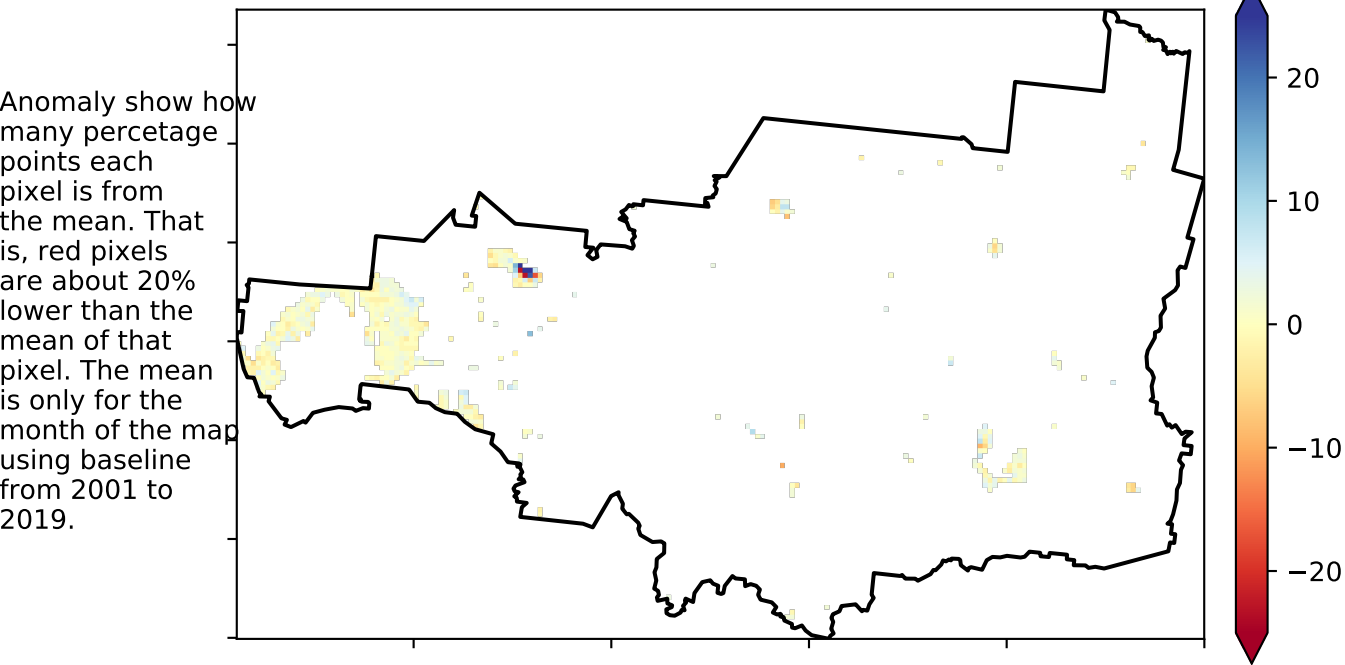 Anomaly show how
many percetage
points each
pixel is from
the mean. That
is, red pixels
are about 20%
lower than the
mean of that
pixel. The mean
is only for the
month of the map
using baseline
from 2001 to
2019.
20
10
0
−10
−20